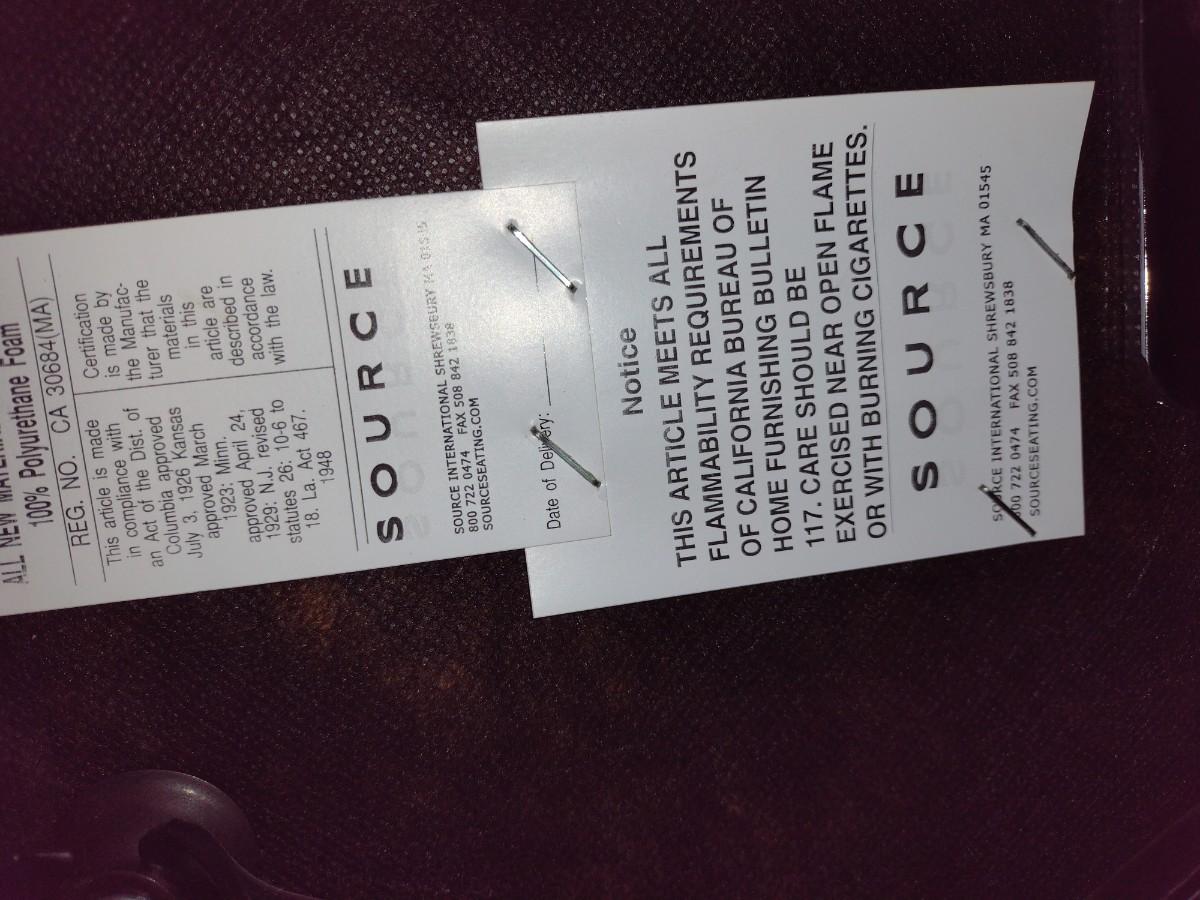 ALL NEW MATERIAL
100% Polyurethane Foam
REG. NO. CA 30684(MA)
This article is made
in compliance with
an Act of the Dist. of
Columbia approved
July 3, 1926 Kansas
approved March
1923: Minn.
approved April 24,
1929: N.J. revised
statutes 26: 10-6 to
18. La. Act 467.
1948
Certification
is made by
the Manufac-
turer that the
materials
in this
article are
described in
accordance
with the law.
SOURCE
SOURCE INTERNATIONAL SHREWSBURY MA 01545
800 722 0474 FAX 508 842 1838
SOURCESEATING.COM
Date of Delivery:
Notice
THIS ARTICLE MEETS ALL
FLAMMABILITY REQUIREMENTS
OF CALIFORNIA BUREAU OF
HOME FURNISHING BULLETIN
117. CARE SHOULD BE
EXERCISED NEAR OPEN FLAME
OR WITH BURNING CIGARETTES.
SOURCE
SOURCE INTERNATIONAL SHREWSBURY MA 01545
800 722 0474 FAX 508 842 1838
SOURCESEATING.COM